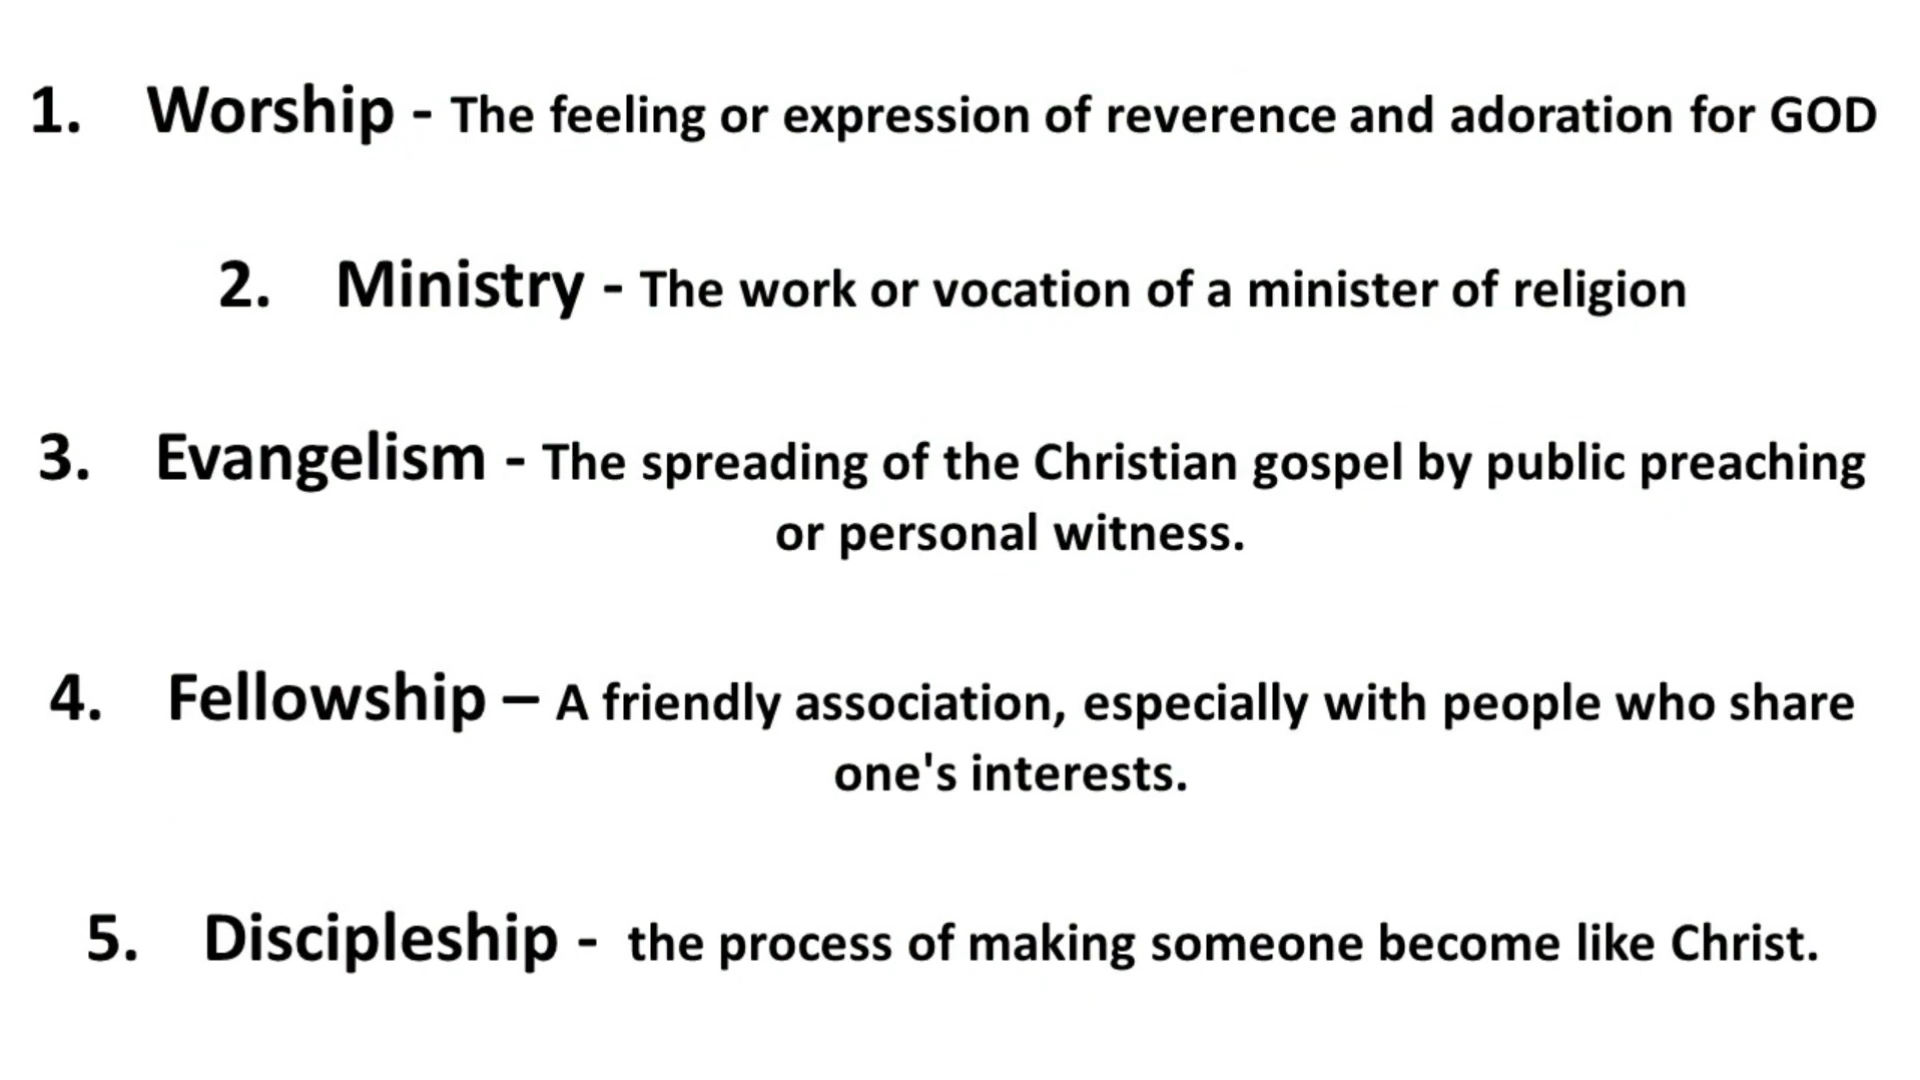 1. Worship - The feeling or expression of reverence and adoration for GOD
2. Ministry - The work or vocation of a minister of religion
3. Evangelism - The spreading of the Christian gospel by public preaching
or personal witness.
4. Fellowship – A friendly association, especially with people who share
one's interests.
5. Discipleship - the process of making someone become like Christ.